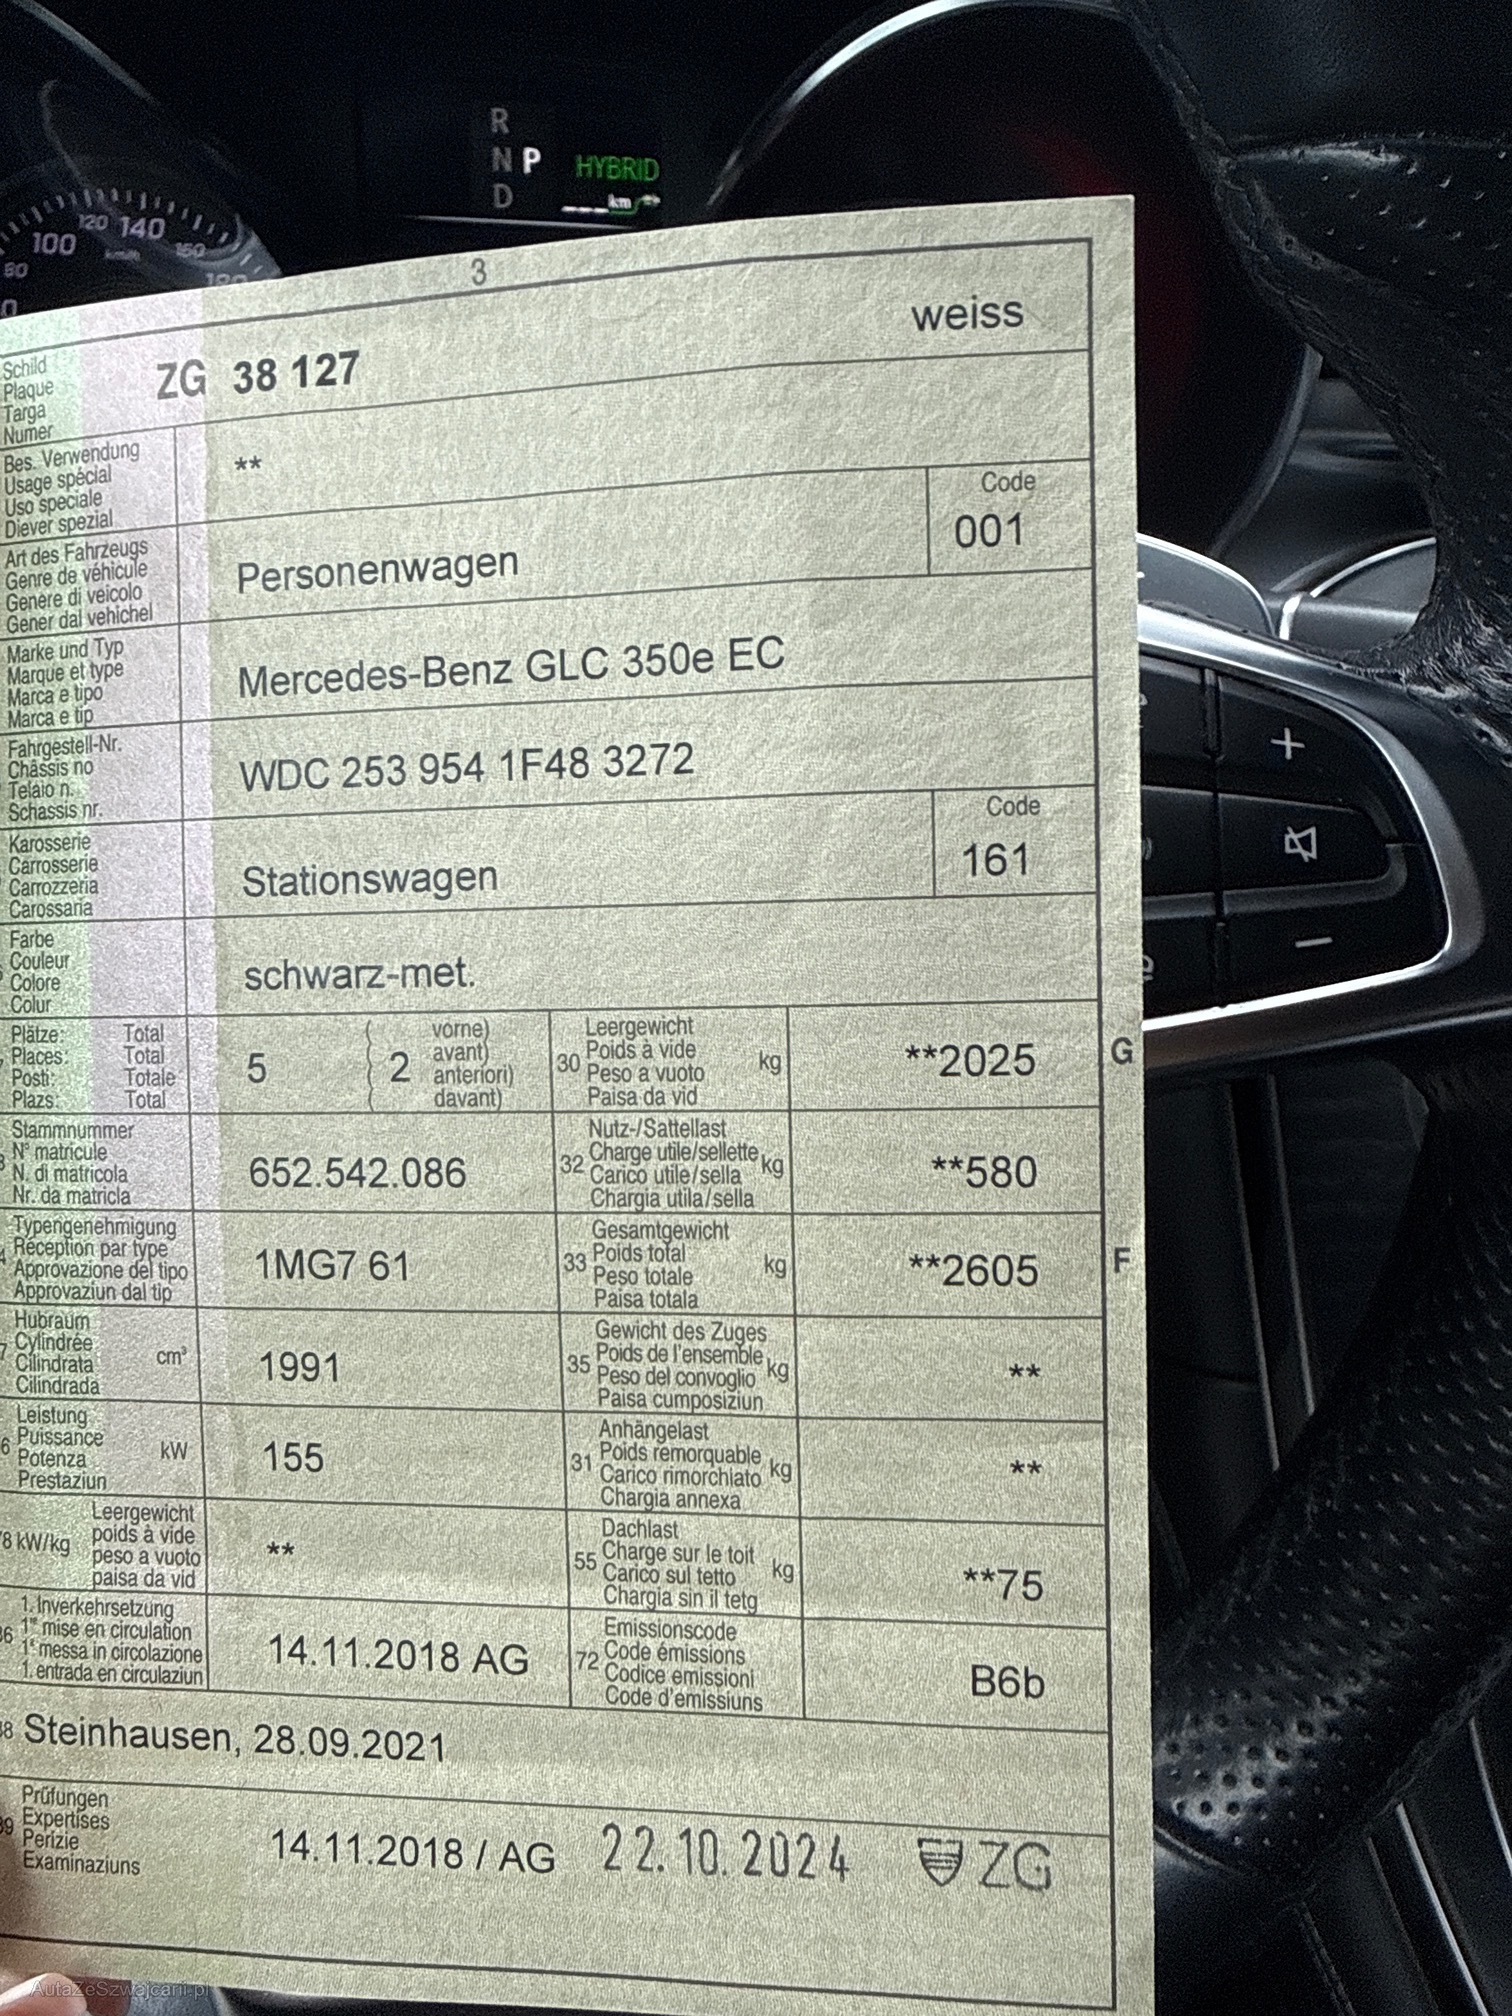 R
N P HYBRID
D
km
100 120 140 160
km/h
3
Schild
Plaque
Targa
Numer
ZG 38 127
weiss
Bes. Verwendung
Usage spécial
Uso speciale
Diever spezial
**
Art des Fahrzeugs
Genre de véhicule
Genere di veicolo
Gener dal vehichel
Personenwagen
Code
001
Marke und Typ
Marque et type
Marca e tipo
Marca e tip
Mercedes-Benz GLC 350e EC
Fahrgestell-Nr.
Châssis no
Telaio n.
Schassis nr.
WDC 253 954 1F48 3272
Karosserie
Carrosserie
Carrozzeria
Carossaria
Stationswagen
Code
161
Farbe
Couleur
Colore
Colur
schwarz-met.
Plätze: Total
Places: Total
Posti: Totale
Plazs: Total
5
( 2 vorne)
avant)
anteriori)
davant)
30 Leergewicht
Poids à vide
Peso a vuoto
Paisa da vid
kg
**2025
G
Stammnummer
N° matricule
N. di matricola
Nr. da matricla
652.542.086
32 Nutz-/Sattellast
Charge utile/sellette
Carico utile/sella
Chargia utila/sella
kg
**580
Typengenehmigung
Réception par type
Approvazione del tipo
Approvaziun dal tip
1MG7 61
33 Gesamtgewicht
Poids total
Peso totale
Paisa totala
kg
**2605
F
Hubraum
Cylindrée
Cilindrata
Cilindrada
cm³
1991
35 Gewicht des Zuges
Poids de l'ensemble
Peso del convoglio
Paisa cumposiziun
kg
**
Leistung
Puissance
Potenza
Prestaziun
kW
155
31 Anhängelast
Poids remorquable
Carico rimorchiato
Chargia annexa
kg
**
kW/kg
Leergewicht
poids à vide
peso a vuoto
paisa da vid
**
55 Dachlast
Charge sur le toit
Carico sul tetto
Chargia sin il tetg
kg
**75
1. Inverkehrsetzung
1re mise en circulation
1a messa in circolazione
1. entrada en circulaziun
14.11.2018 AG
72 Emissionscode
Code émissions
Codice emissioni
Code d'emissiuns
B6b
Steinhausen, 28.09.2021
Prüfungen
Expertises
Perizie
Examinaziuns
14.11.2018 / AG 22.10.2024 ZG
AutaZeSzwajcarii.pl